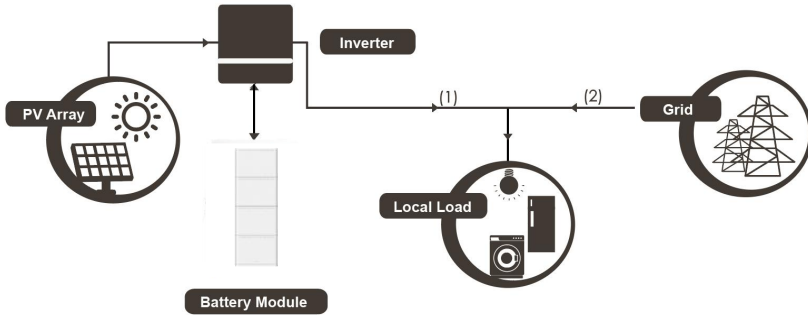 Inverter
PV Array
(1)
(2)
Grid
Local Load
Battery Module